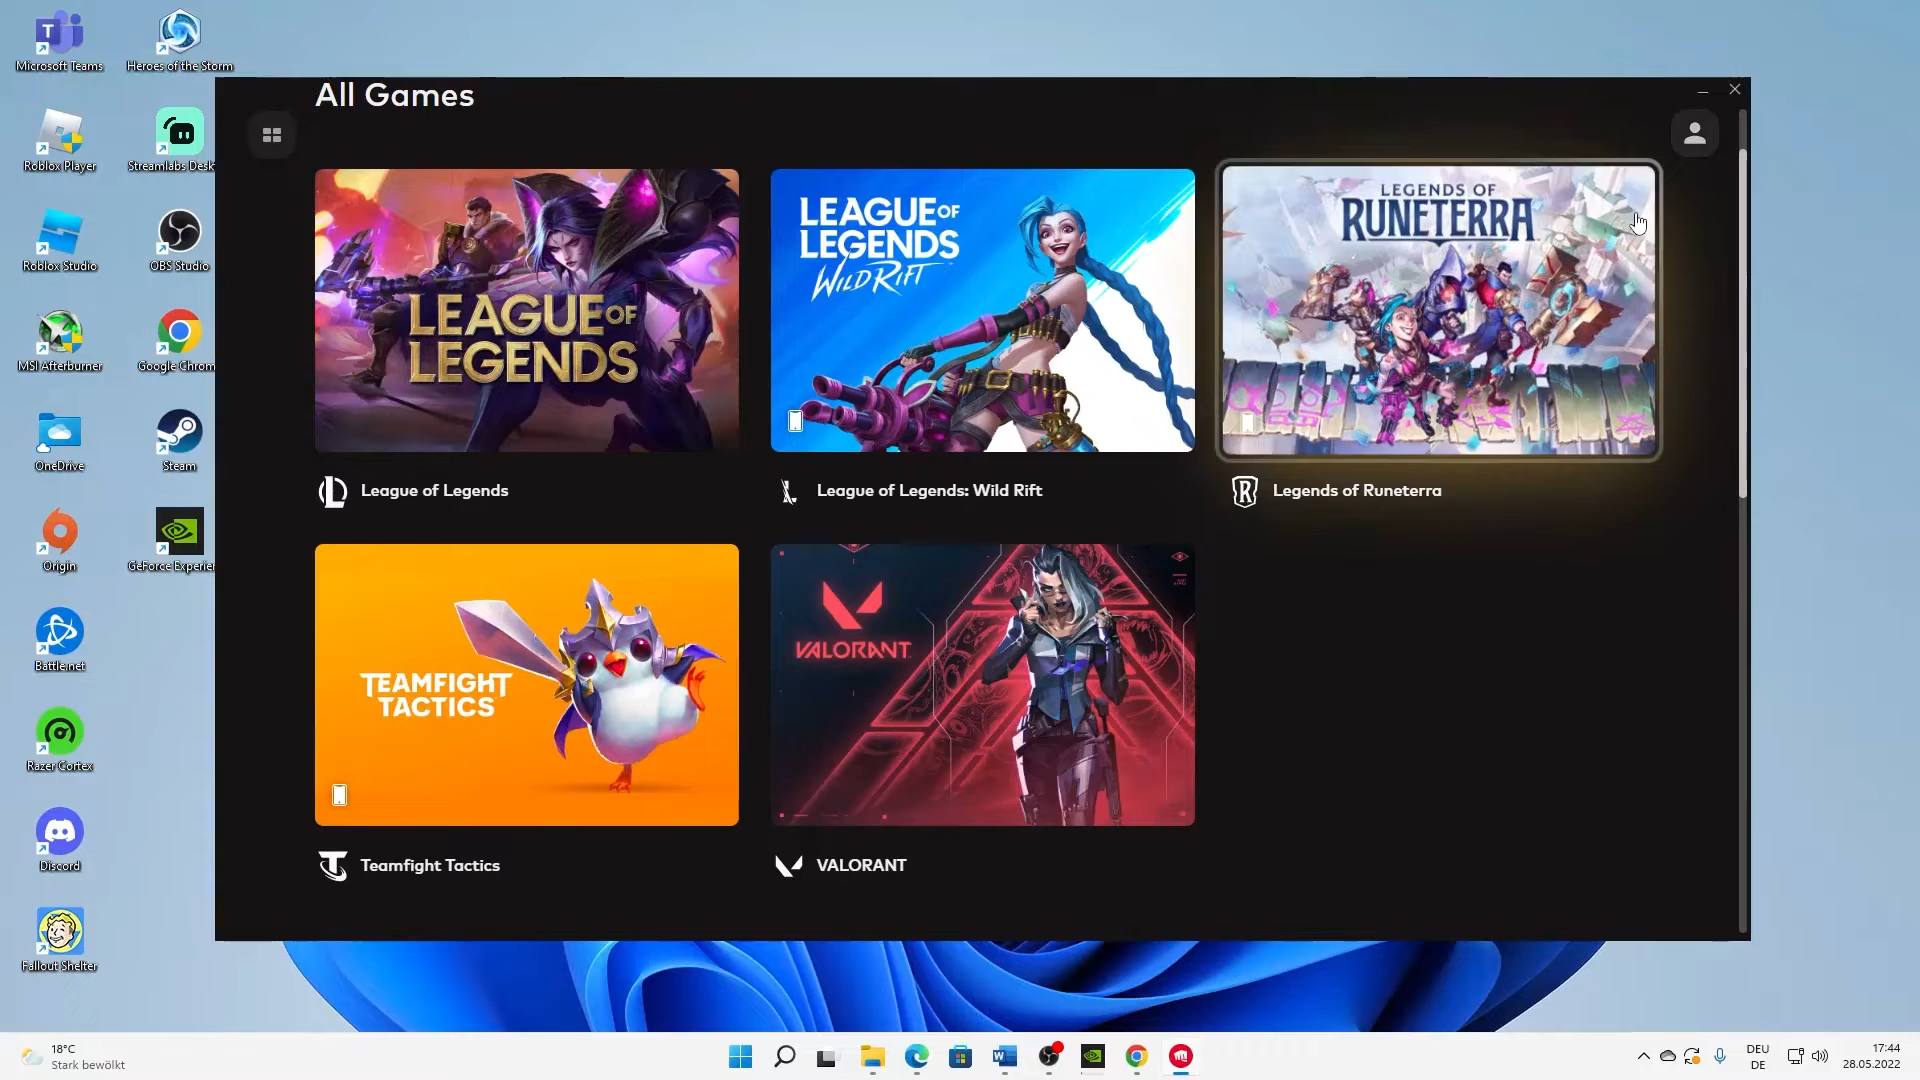 Microsoft Teams
Heroes of the Storm
Roblox Player
Streamlabs Desk
Roblox Studio
OBS Studio
MSI Afterburner
Google Chrom
OneDrive
Steam
Origin
GeForce Experien
Battle.net
Razer Cortex
Discord
Fallout Shelter
All Games
LEAGUE OF
LEGENDS
LEAGUE OF
LEGENDS
WILD RIFT
LEGENDS OF
RUNETERRA
League of Legends
League of Legends: Wild Rift
Legends of Runeterra
TEAMFIGHT
TACTICS
VALORANT
Teamfight Tactics
VALORANT
18°C
Stark bewölkt
DEU
DE
17:44
28.05.2022